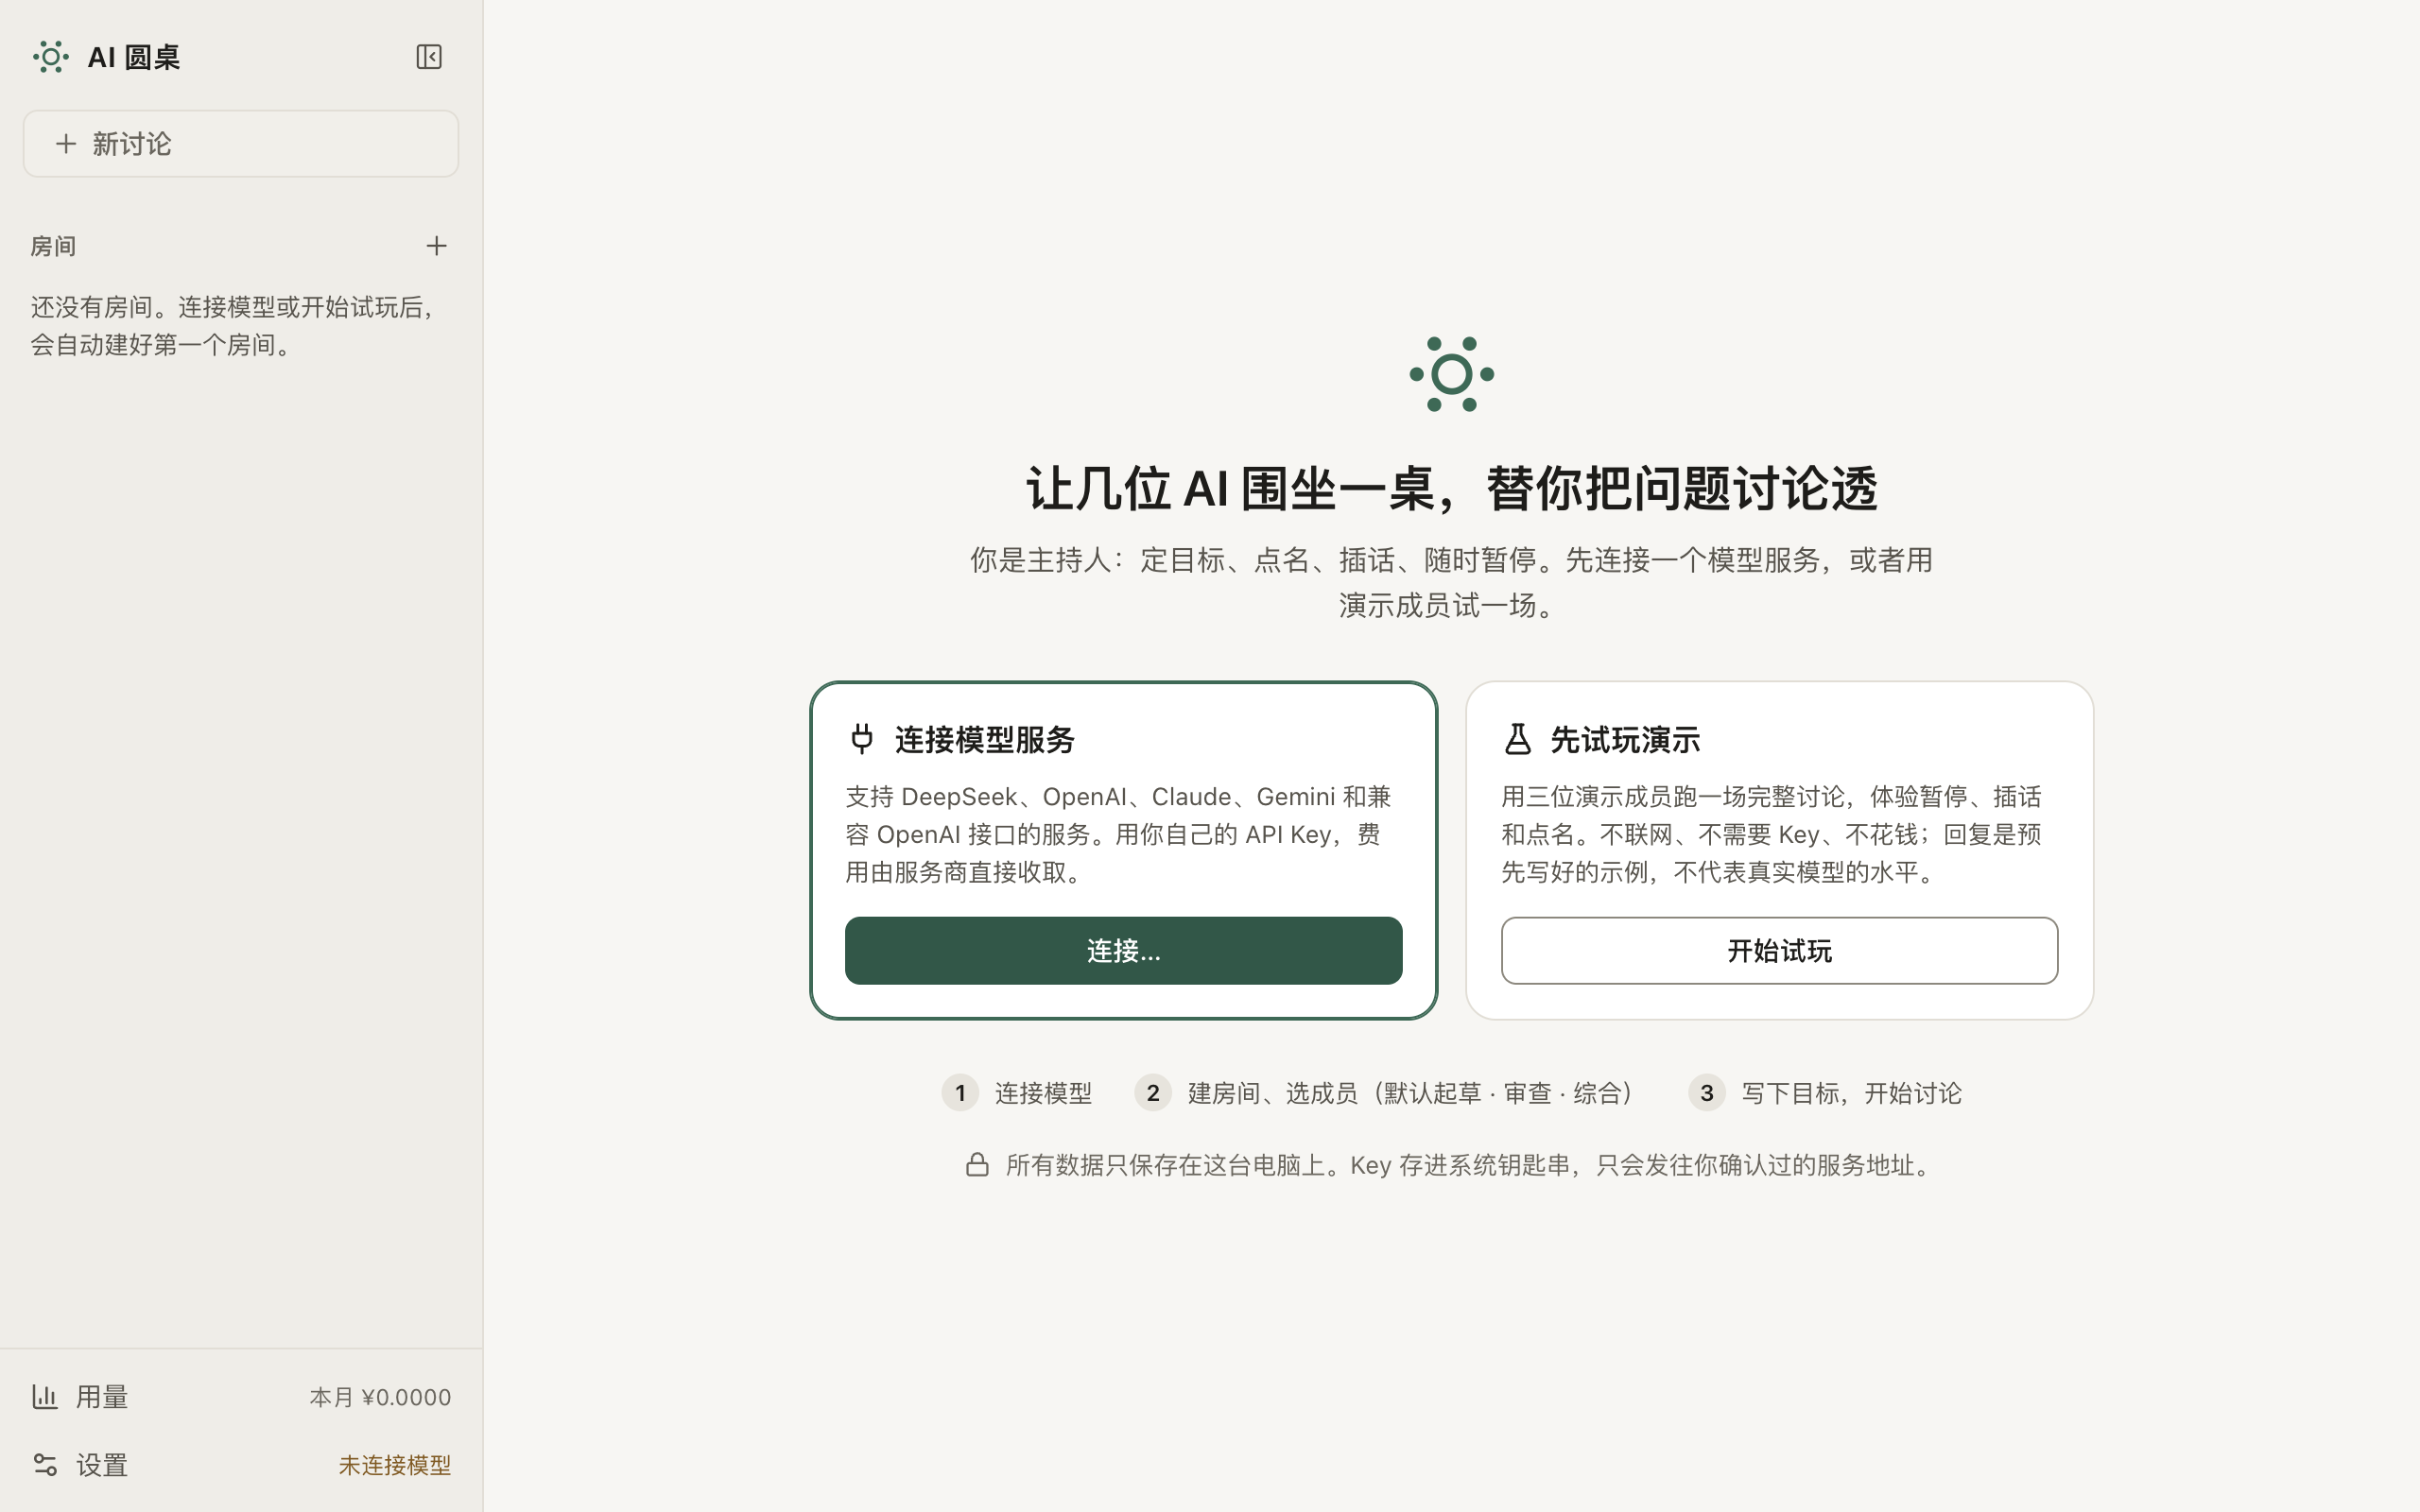 AI 圆桌
新讨论
房间
还没有房间。连接模型或开始试玩后，
会自动建好第一个房间。
用量
本月 ¥0.0000
设置
未连接模型
让几位 AI 围坐一桌，替你把问题讨论透
你是主持人：定目标、点名、插话、随时暂停。先连接一个模型服务，或者用
演示成员试一场。
连接模型服务
支持 DeepSeek、OpenAI、Claude、Gemini 和兼
容 OpenAI 接口的服务。用你自己的 API Key，费
用由服务商直接收取。
连接...
先试玩演示
用三位演示成员跑一场完整讨论，体验暂停、插话
和点名。不联网、不需要 Key、不花钱；回复是预
先写好的示例，不代表真实模型的水平。
开始试玩
1 连接模型
2 建房间、选成员（默认起草 · 审查 · 综合）
3 写下目标，开始讨论
所有数据只保存在这台电脑上。Key 存进系统钥匙串，只会发往你确认过的服务地址。